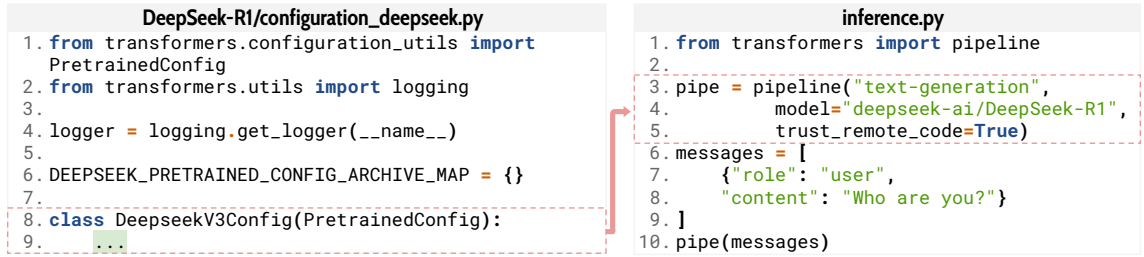 DeepSeek-R1/configuration_deepseek.py
1. from transformers.configuration_utils import
PretrainedConfig
2. from transformers.utils import logging
3.
4. logger = logging.get_logger(__name__)
5.
6. DEEPSEEK_PRETRAINED_CONFIG_ARCHIVE_MAP = {}
7.
8. class DeepseekV3Config(PretrainedConfig):
9.     ...
inference.py
1. from transformers import pipeline
2.
3. pipe = pipeline("text-generation",
4.          model="deepseek-ai/DeepSeek-R1",
5.          trust_remote_code=True)
6. messages = [
7.     {"role": "user",
8.     "content": "Who are you?"}
9. ]
10. pipe(messages)